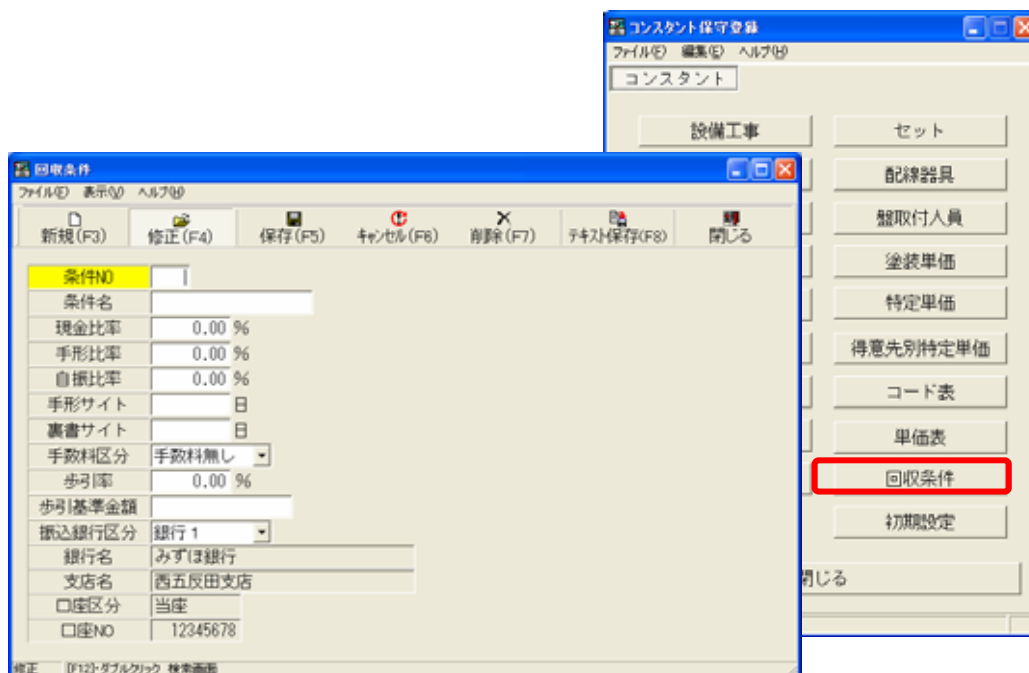 コンスタント保守登録
ファイル(F) 編集(E) ヘルプ(H)
コンスタント
設備工事 セット
配線器具
盤取付人員
塗装単価
特定単価
得意先別特定単価
コード表
単価表
回収条件
初期設定
閉じる
回収条件
ファイル(F) 表示(V) ヘルプ(H)
新規(F3) 修正(F4) 保存(F5) キャンセル(F6) 削除(F7) テキスト保存(F8) 閉じる
条件NO
条件名
現金比率 0.00 %
手形比率 0.00 %
自振比率 0.00 %
手形サイト 日
裏書サイト 日
手数料区分 手数料無し
歩引率 0.00 %
歩引基準金額
振込銀行区分 銀行1
銀行名 みずほ銀行
支店名 西五反田支店
口座区分 当座
口座NO 12345678
修正 [F12]・ダブルクリック 検索画面